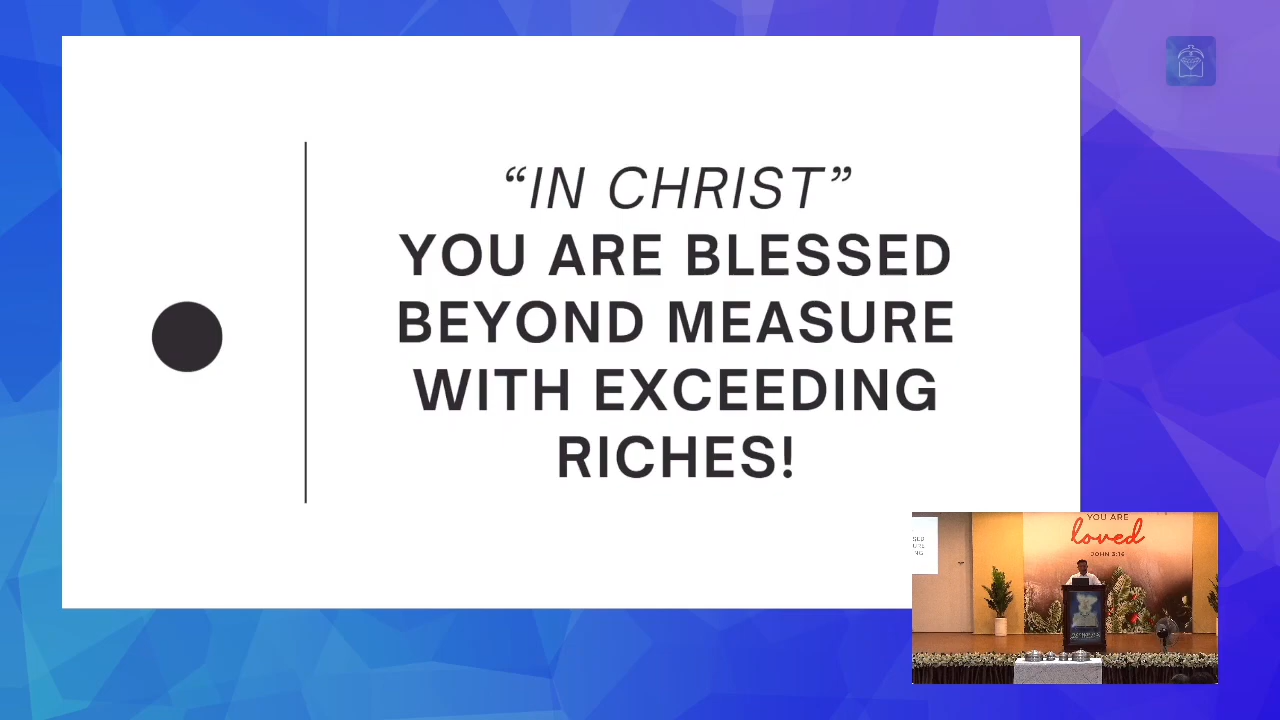 “IN CHRIST”
YOU ARE BLESSED
BEYOND MEASURE
WITH EXCEEDING
RICHES!
YOU ARE
loved
JOHN 3:16